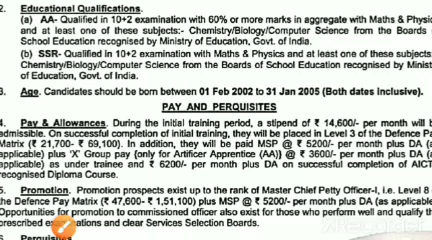 2. Educational Qualifications.
(a) AA- Qualified in 10+2 examination with 60% or more marks in aggregate with Maths & Physic
and at least one of these subjects:- Chemistry/Biology/Computer Science from the Boards
School Education recognised by Ministry of Education, Govt. of India.
(b) SSR- Qualified in 10+2 examination with Maths & Physics and at least one of these subjects
Chemistry/Biology/Computer Science from the Boards of School Education recognised by Minist
of Education, Govt. of India.
3. Age. Candidates should be born between 01 Feb 2002 to 31 Jan 2005 (Both dates inclusive).
PAY AND PERQUISITES
4. Pay & Allowances. During the initial training period, a stipend of ₹ 14,600/- per month will b
admissible. On successful completion of initial training, they will be placed in Level 3 of the Defence Pa
Matrix (₹ 21,700- ₹ 69,100). In addition, they will be paid MSP @ ₹ 5200/- per month plus DA (a
applicable) plus 'X' Group pay {only for Artificer Apprentice (AA)} @ ₹ 3600/- per month plus DA (a
applicable) as under trainee and ₹ 6200/- per month plus DA on successful completion of AICT
recognised Diploma Course.
5. Promotion. Promotion prospects exist up to the rank of Master Chief Petty Officer-I, i.e. Level 8
the Defence Pay Matrix (₹ 47,600- ₹ 1,51,100) plus MSP @ ₹ 5200/- per month plus DA (as applicable
Opportunities for promotion to commissioned officer also exist for those who perform well and qualify th
prescribed ations and clear Services Selection Boards.
6. Perquisites